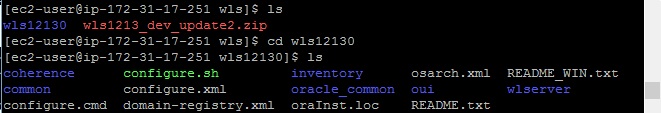 [ec2-user@ip-172-31-17-251 wls]$ ls
wls12130  wls1213_dev_update2.zip
[ec2-user@ip-172-31-17-251 wls]$ cd wls12130
[ec2-user@ip-172-31-17-251 wls12130]$ ls
coherence      configure.sh         inventory      osarch.xml  README_WIN.txt
common         configure.xml        oracle_common  oui         wlserver
configure.cmd  domain-registry.xml  oraInst.loc    README.txt